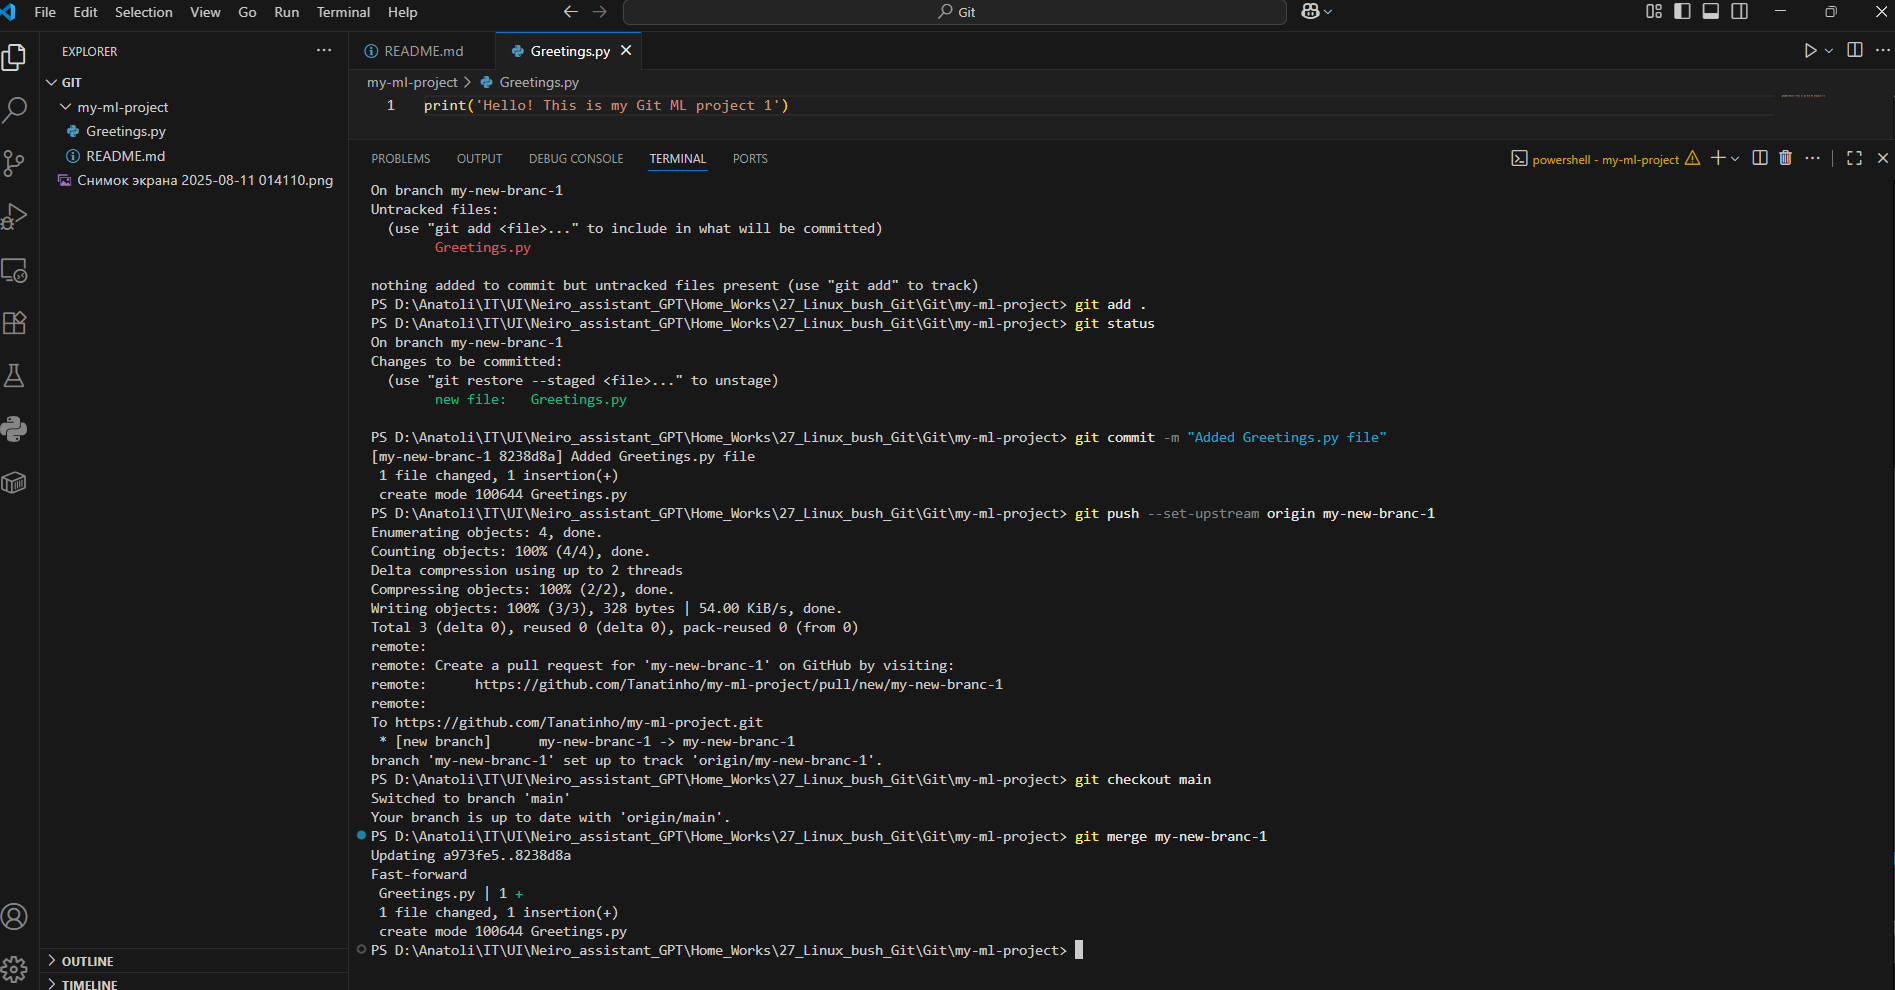 File Edit Selection View Go Run Terminal Help
Git
EXPLORER
GIT
my-ml-project
Greetings.py
README.md
Снимок экрана 2025-08-11 014110.png
OUTLINE
TIMELINE
README.md
Greetings.py
my-ml-project > Greetings.py
1 print('Hello! This is my Git ML project 1')
PROBLEMS OUTPUT DEBUG CONSOLE TERMINAL PORTS
powershell - my-ml-project
On branch my-new-branc-1
Untracked files:
(use "git add <file>..." to include in what will be committed)
Greetings.py
nothing added to commit but untracked files present (use "git add" to track)
PS D:\Anatoli\IT\UI\Neiro_assistant_GPT\Home_Works\27_Linux_bush_Git\Git\my-ml-project> git add .
PS D:\Anatoli\IT\UI\Neiro_assistant_GPT\Home_Works\27_Linux_bush_Git\Git\my-ml-project> git status
On branch my-new-branc-1
Changes to be committed:
(use "git restore --staged <file>..." to unstage)
new file:   Greetings.py
PS D:\Anatoli\IT\UI\Neiro_assistant_GPT\Home_Works\27_Linux_bush_Git\Git\my-ml-project> git commit -m "Added Greetings.py file"
[my-new-branc-1 8238d8a] Added Greetings.py file
1 file changed, 1 insertion(+)
create mode 100644 Greetings.py
PS D:\Anatoli\IT\UI\Neiro_assistant_GPT\Home_Works\27_Linux_bush_Git\Git\my-ml-project> git push --set-upstream origin my-new-branc-1
Enumerating objects: 4, done.
Counting objects: 100% (4/4), done.
Delta compression using up to 2 threads
Compressing objects: 100% (2/2), done.
Writing objects: 100% (3/3), 328 bytes | 54.00 KiB/s, done.
Total 3 (delta 0), reused 0 (delta 0), pack-reused 0 (from 0)
remote:
remote: Create a pull request for 'my-new-branc-1' on GitHub by visiting:
remote:      https://github.com/Tanatinho/my-ml-project/pull/new/my-new-branc-1
remote:
To https://github.com/Tanatinho/my-ml-project.git
* [new branch]      my-new-branc-1 -> my-new-branc-1
branch 'my-new-branc-1' set up to track 'origin/my-new-branc-1'.
PS D:\Anatoli\IT\UI\Neiro_assistant_GPT\Home_Works\27_Linux_bush_Git\Git\my-ml-project> git checkout main
Switched to branch 'main'
Your branch is up to date with 'origin/main'.
PS D:\Anatoli\IT\UI\Neiro_assistant_GPT\Home_Works\27_Linux_bush_Git\Git\my-ml-project> git merge my-new-branc-1
Updating a973fe5..8238d8a
Fast-forward
Greetings.py | 1 +
1 file changed, 1 insertion(+)
create mode 100644 Greetings.py
PS D:\Anatoli\IT\UI\Neiro_assistant_GPT\Home_Works\27_Linux_bush_Git\Git\my-ml-project>